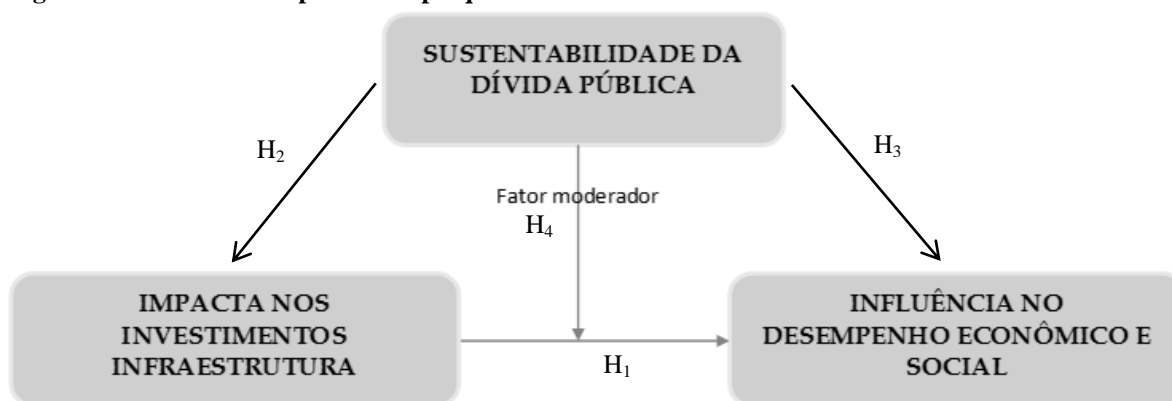 SUSTENTABILIDADE DA
DÍVIDA PÚBLICA
H2
H3
Fator moderador
H4
IMPACTA NOS
INVESTIMENTOS
INFRAESTRUTURA
INFLUÊNCIA NO
DESEMPENHO ECONÔMICO E
SOCIAL
H1